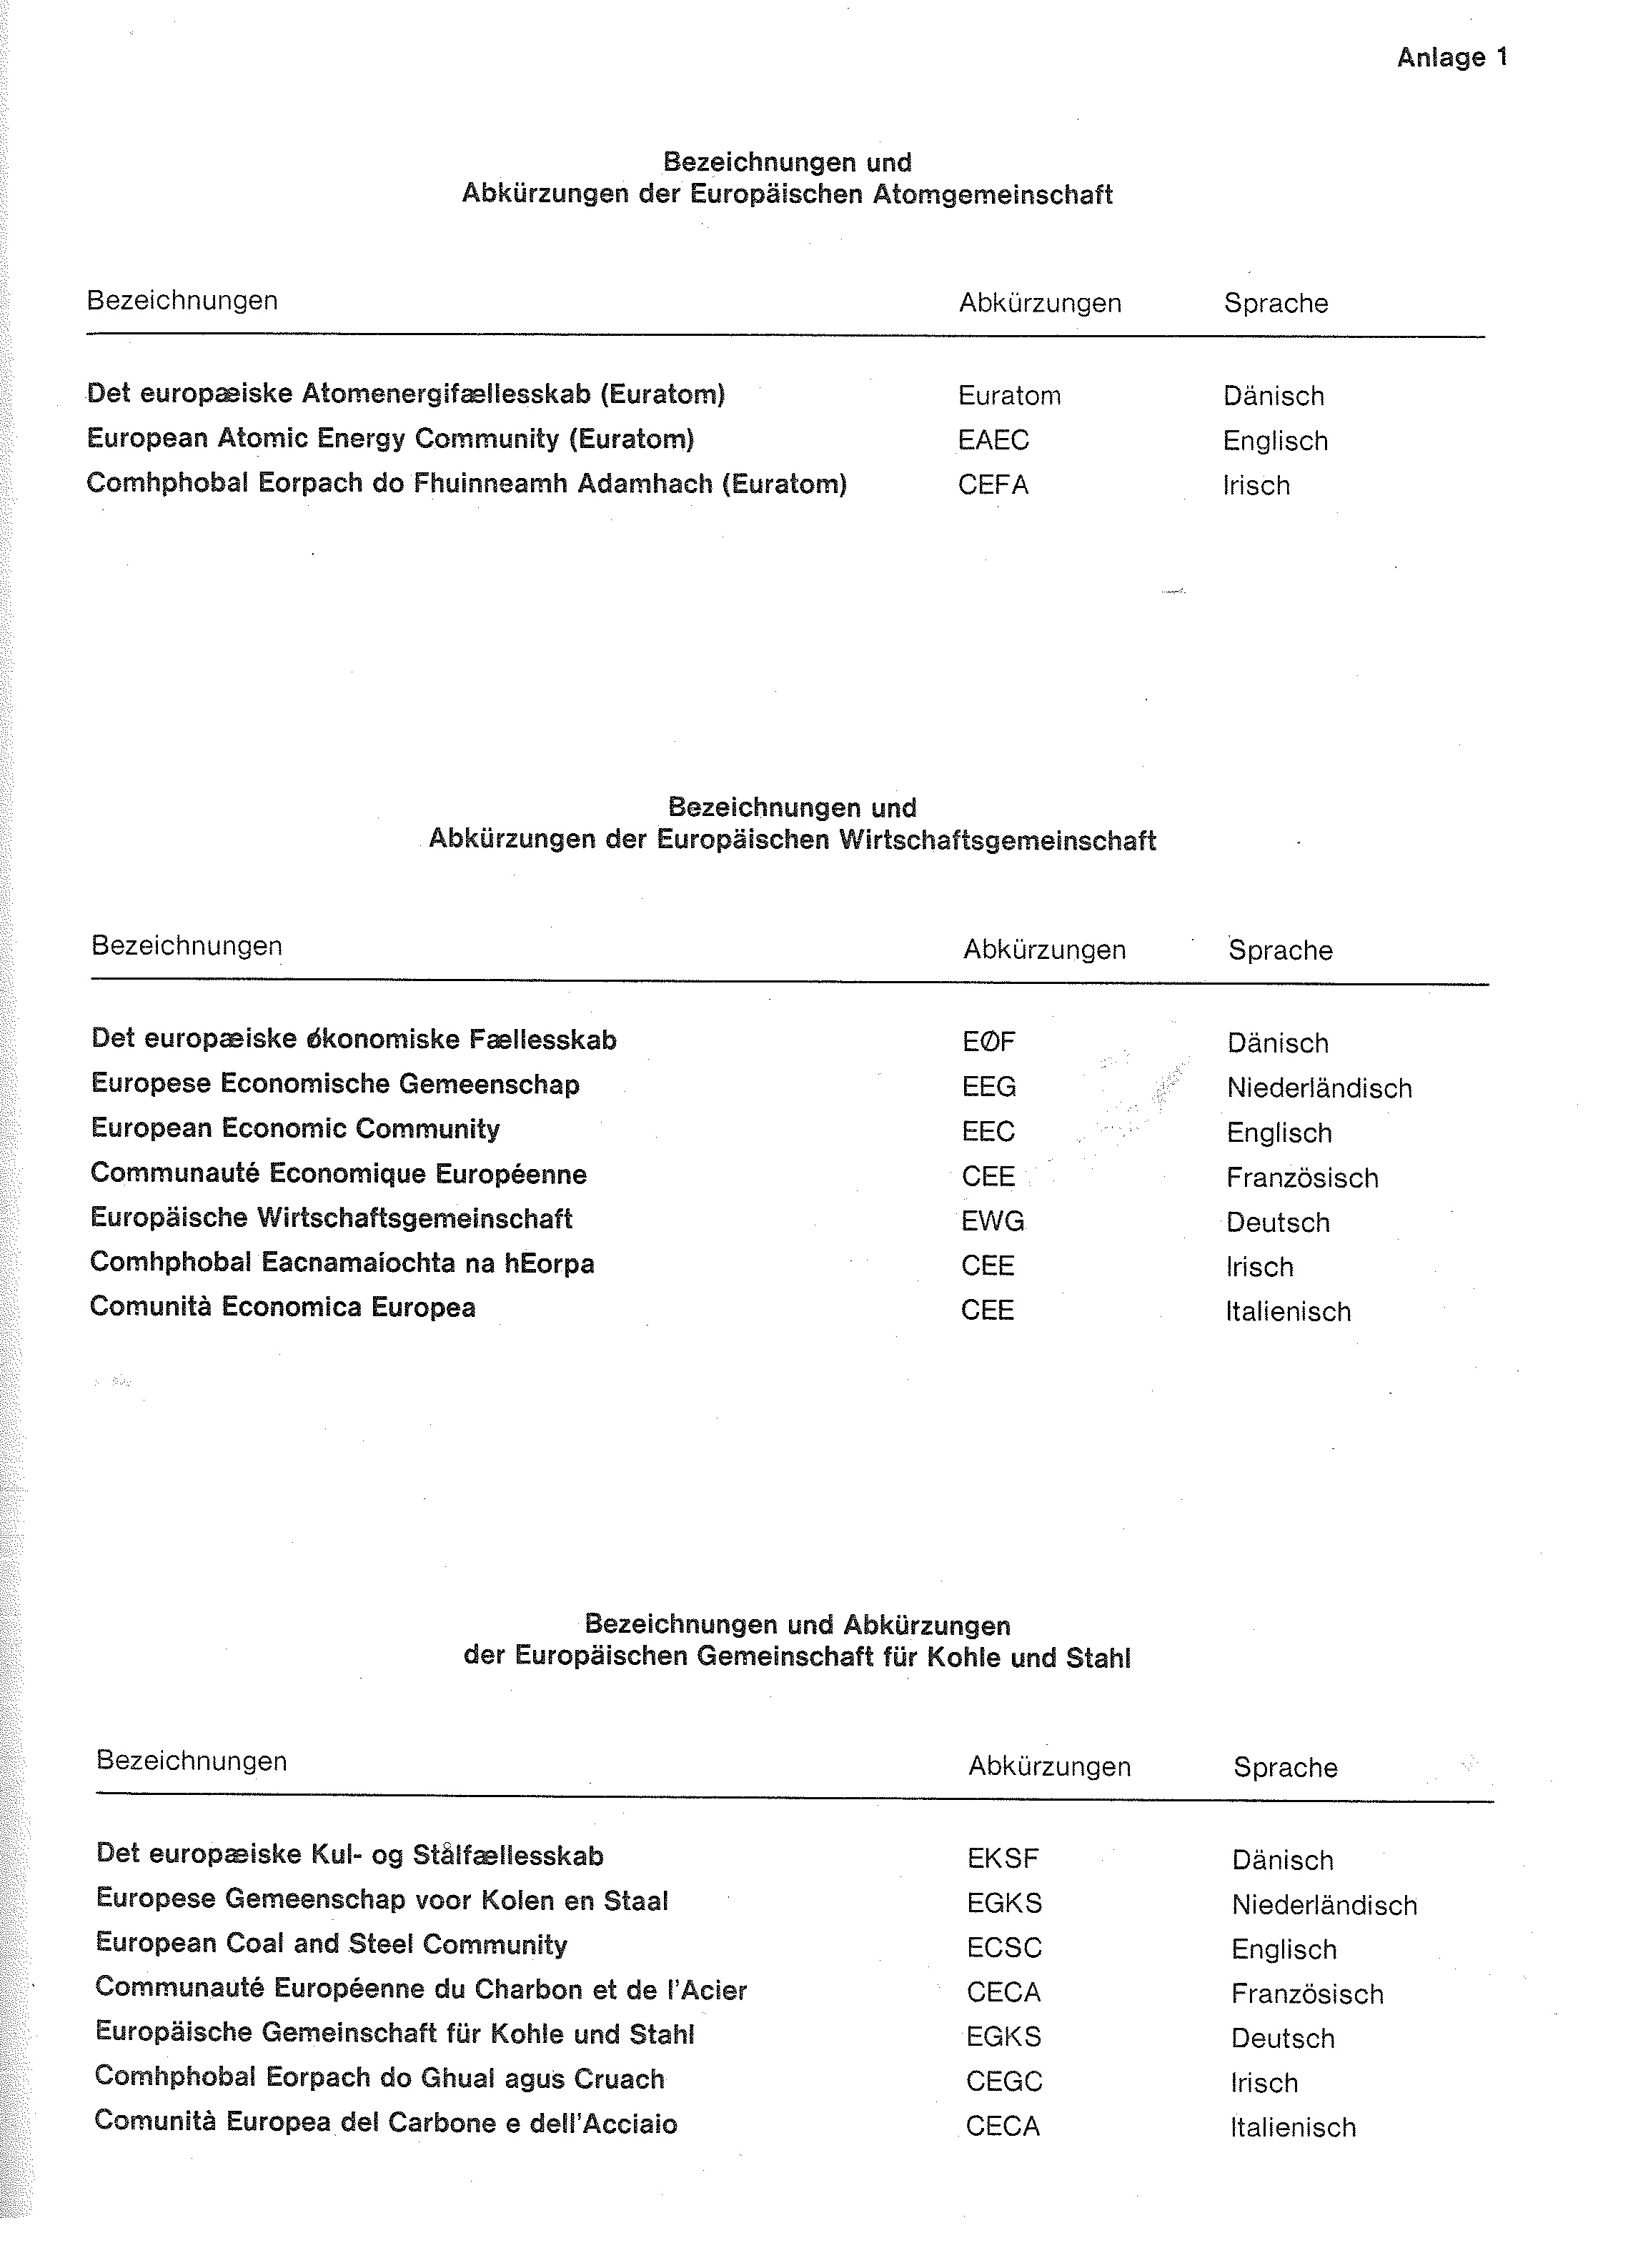 Anlage 1
Bezeichnungen und
Abkürzungen der Europäischen Atomgemeinschaft
Bezeichnungen Abkürzungen Sprache
Det europæiske Atomenergifællesskab (Euratom) Euratom Dänisch
European Atomic Energy Community (Euratom) EAEC Englisch
Comhphobal Eorpach do Fhuinneamh Adamhach (Euratom) CEFA Irisch
Bezeichnungen und
Abkürzungen der Europäischen Wirtschaftsgemeinschaft
Bezeichnungen Abkürzungen Sprache
Det europæiske økonomiske Fællesskab EØF Dänisch
Europese Economische Gemeenschap EEG Niederländisch
European Economic Community EEC Englisch
Communauté Economique Européenne CEE Französisch
Europäische Wirtschaftsgemeinschaft EWG Deutsch
Comhphobal Eacnamaíochta na hEorpa CEE Irisch
Comunità Economica Europea CEE Italienisch
Bezeichnungen und Abkürzungen
der Europäischen Gemeinschaft für Kohle und Stahl
Bezeichnungen Abkürzungen Sprache
Det europæiske Kul- og Stålfællesskab EKSF Dänisch
Europese Gemeenschap voor Kolen en Staal EGKS Niederländisch
European Coal and Steel Community ECSC Englisch
Communauté Européenne du Charbon et de l'Acier CECA Französisch
Europäische Gemeinschaft für Kohle und Stahl EGKS Deutsch
Comhphobal Eorpach do Ghual agus Cruach CEGC Irisch
Comunità Europea del Carbone e dell'Acciaio CECA Italienisch